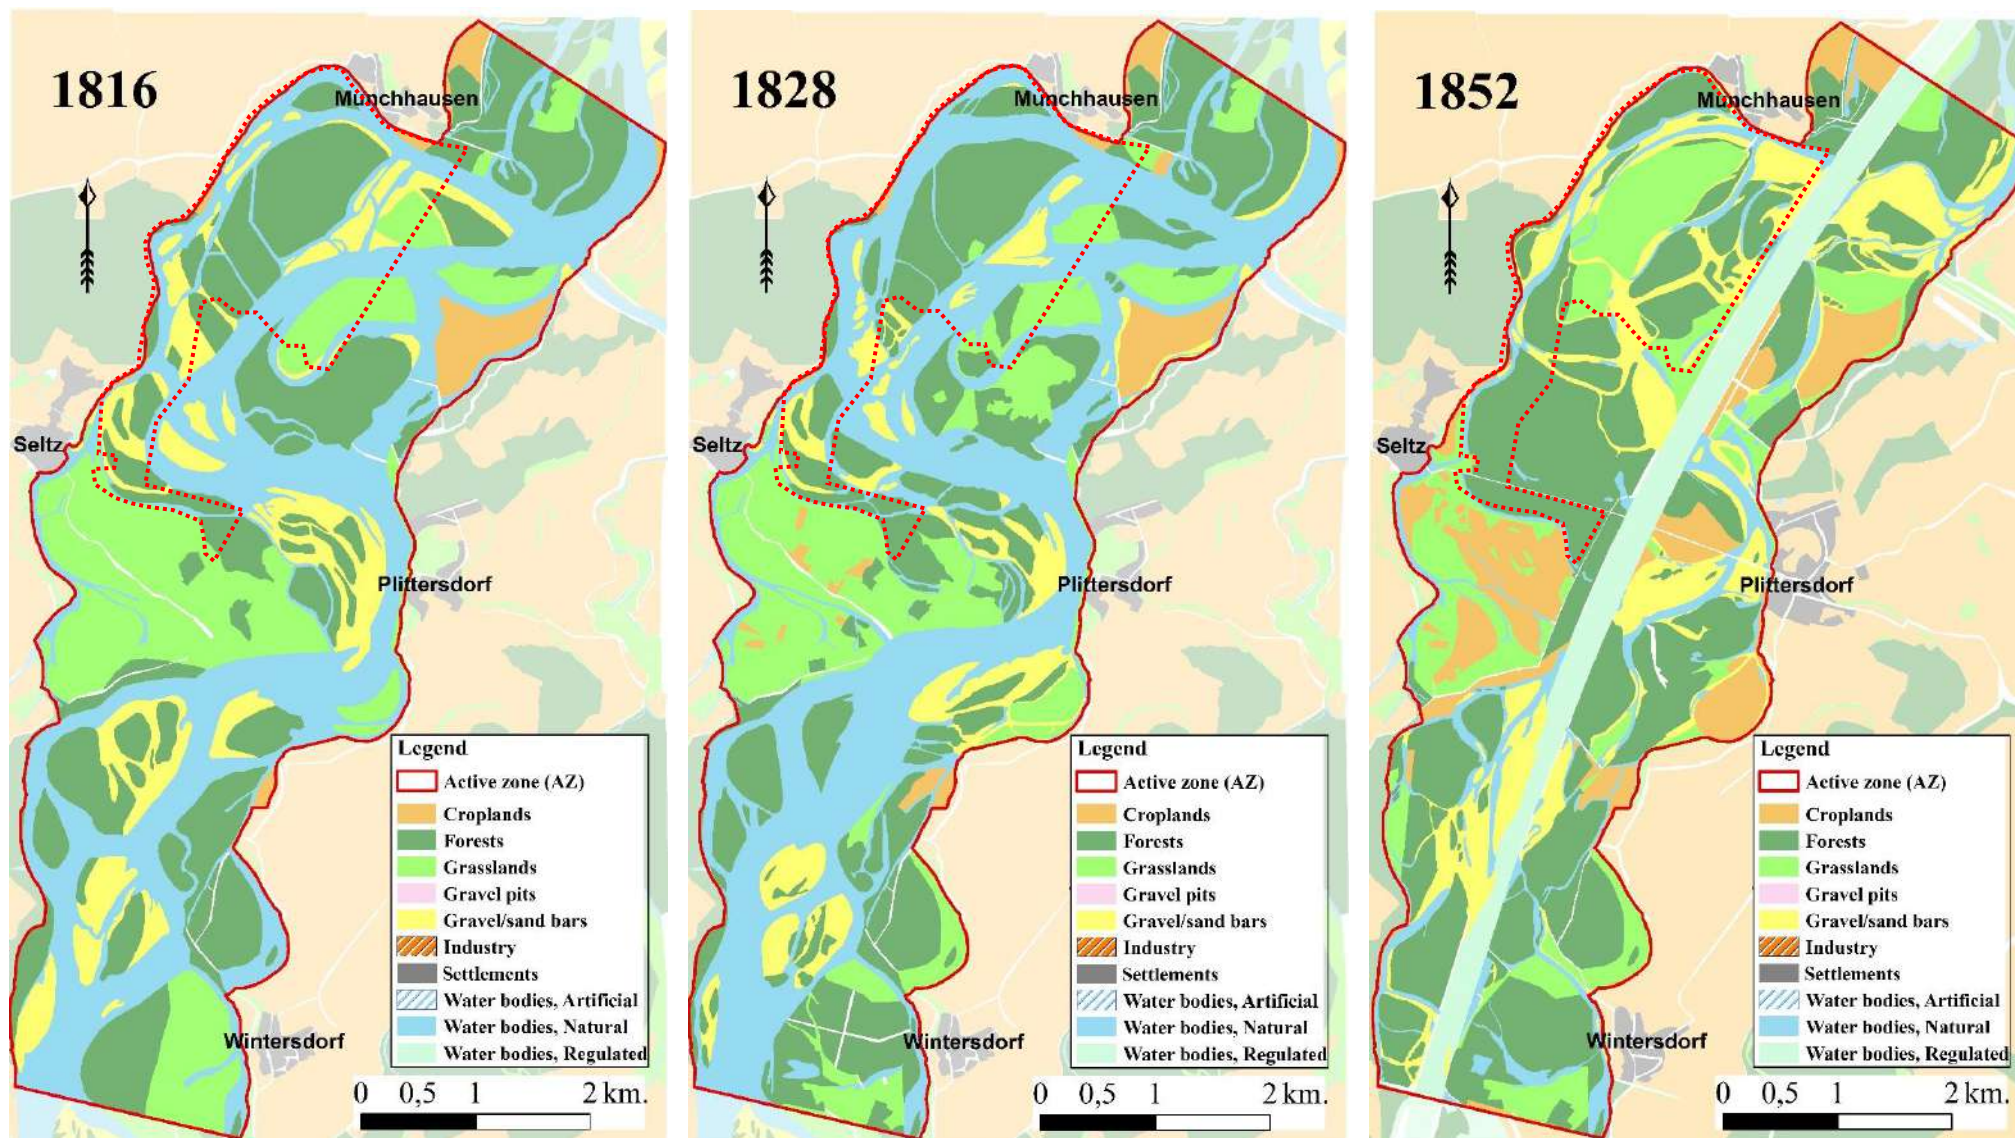 1816
Munchhausen
Seltz
Plittersdorf
Legend
Active zone (AZ)
Croplands
Forests
Grasslands
Gravel pits
Gravel/sand bars
Industry
Settlements
Water bodies, Artificial
Water bodies, Natural
Water bodies, Regulated
Wintersdorf
0 0,5 1 2 km.
1828
Munchhausen
Seltz
Plittersdorf
Legend
Active zone (AZ)
Croplands
Forests
Grasslands
Gravel pits
Gravel/sand bars
Industry
Settlements
Water bodies, Artificial
Water bodies, Natural
Water bodies, Regulated
Wintersdorf
0 0,5 1 2 km.
1852
Munchhausen
Seltz
Plittersdorf
Legend
Active zone (AZ)
Croplands
Forests
Grasslands
Gravel pits
Gravel/sand bars
Industry
Settlements
Water bodies, Artificial
Water bodies, Natural
Water bodies, Regulated
Wintersdorf
0 0,5 1 2 km.